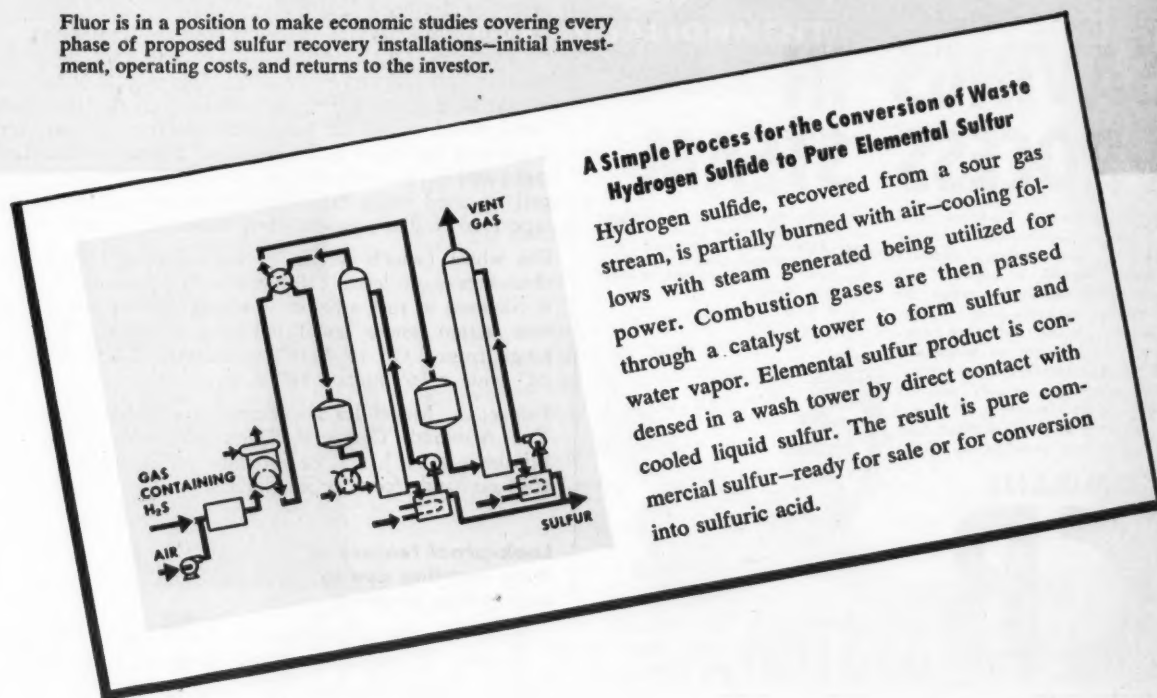 Fluor is in a position to make economic studies covering every
phase of proposed sulfur recovery installations—initial invest-
ment, operating costs, and returns to the investor.
A Simple Process for the Conversion of Waste
Hydrogen Sulfide to Pure Elemental Sulfur
Hydrogen sulfide, recovered from a sour gas
stream, is partially burned with air—cooling fol-
lows with steam generated being utilized for
power. Combustion gases are then passed
through a catalyst tower to form sulfur and
water vapor. Elemental sulfur product is con-
densed in a wash tower by direct contact with
cooled liquid sulfur. The result is pure com-
mercial sulfur—ready for sale or for conversion
into sulfuric acid.
VENT
GAS
GAS
CONTAINING
H₂S
AIR
SULFUR